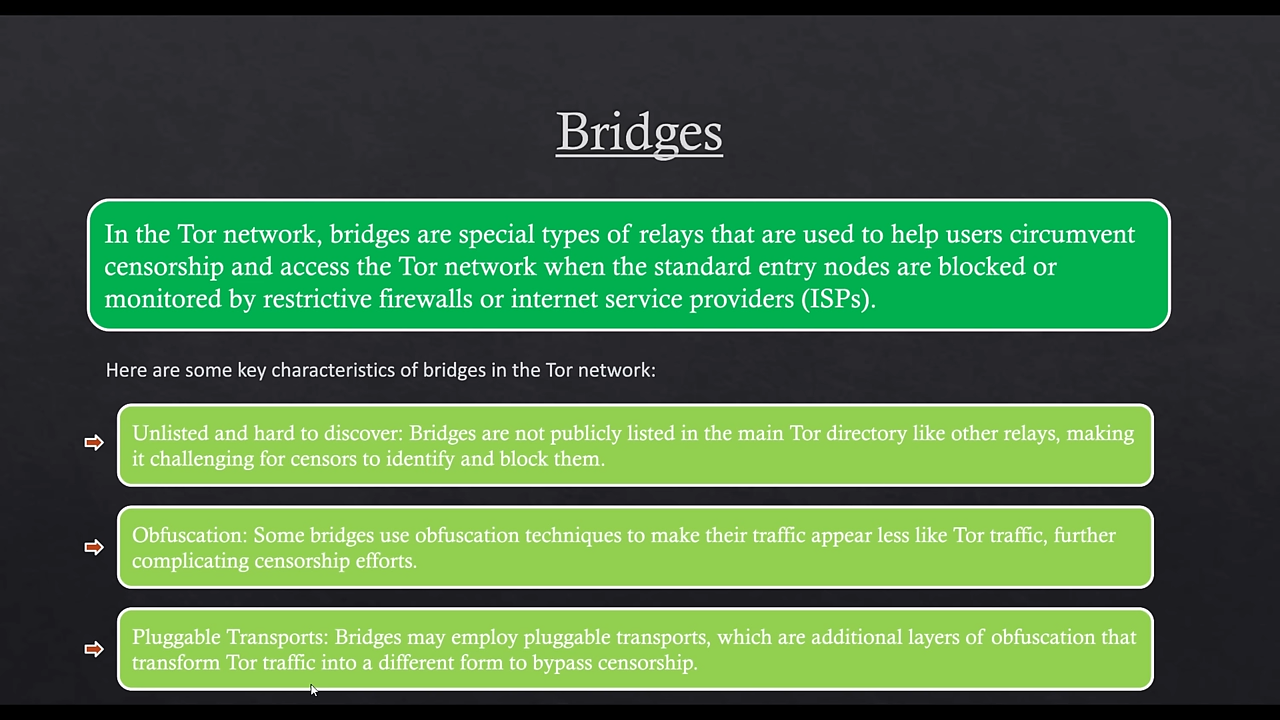 Bridges
In the Tor network, bridges are special types of relays that are used to help users circumvent
censorship and access the Tor network when the standard entry nodes are blocked or
monitored by restrictive firewalls or internet service providers (ISPs).
Here are some key characteristics of bridges in the Tor network:
Unlisted and hard to discover: Bridges are not publicly listed in the main Tor directory like other relays, making
it challenging for censors to identify and block them.
Obfuscation: Some bridges use obfuscation techniques to make their traffic appear less like Tor traffic, further
complicating censorship efforts.
Pluggable Transports: Bridges may employ pluggable transports, which are additional layers of obfuscation that
transform Tor traffic into a different form to bypass censorship.